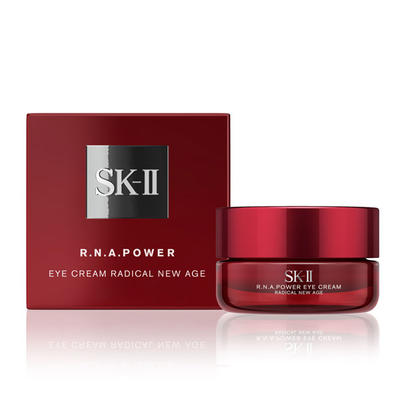 SK-II
R.N.A.POWER
EYE CREAM RADICAL NEW AGE
SK-II
R.N.A.POWER EYE CREAM
RADICAL NEW AGE